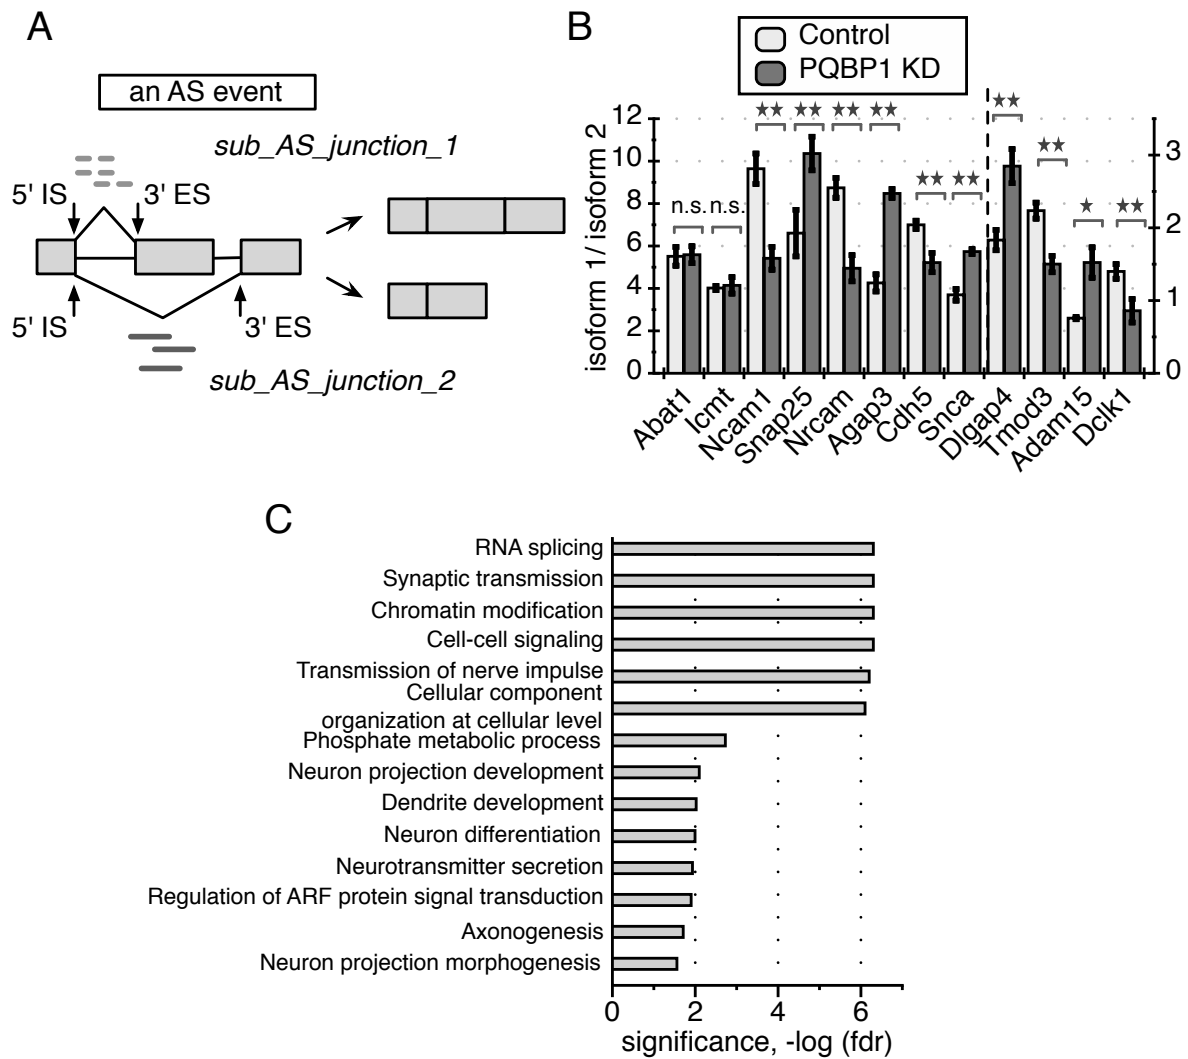 A
an AS event
sub_AS_junction_1
5' IS
3' ES
5' IS
3' ES
sub_AS_junction_2
B
Control
PQBP1 KD
isoform 1/ isoform 2
12
10
8
6
4
2
0
3
2
1
0
★★ ★★ ★★ ★★ ★★
★★
★★ ★★
n.s. n.s.
★ ★★
Abat1
Icmt
Ncam1
Snap25
Nrcam
Agap3
Cdh5
Snca
Dlgap4
Tmod3
Adam15
Dclk1
C
RNA splicing
Synaptic transmission
Chromatin modification
Cell-cell signaling
Transmission of nerve impulse
Cellular component
organization at cellular level
Phosphate metabolic process
Neuron projection development
Dendrite development
Neuron differentiation
Neurotransmitter secretion
Regulation of ARF protein signal transduction
Axonogenesis
Neuron projection morphogenesis
0 2 4 6
significance, -log (fdr)